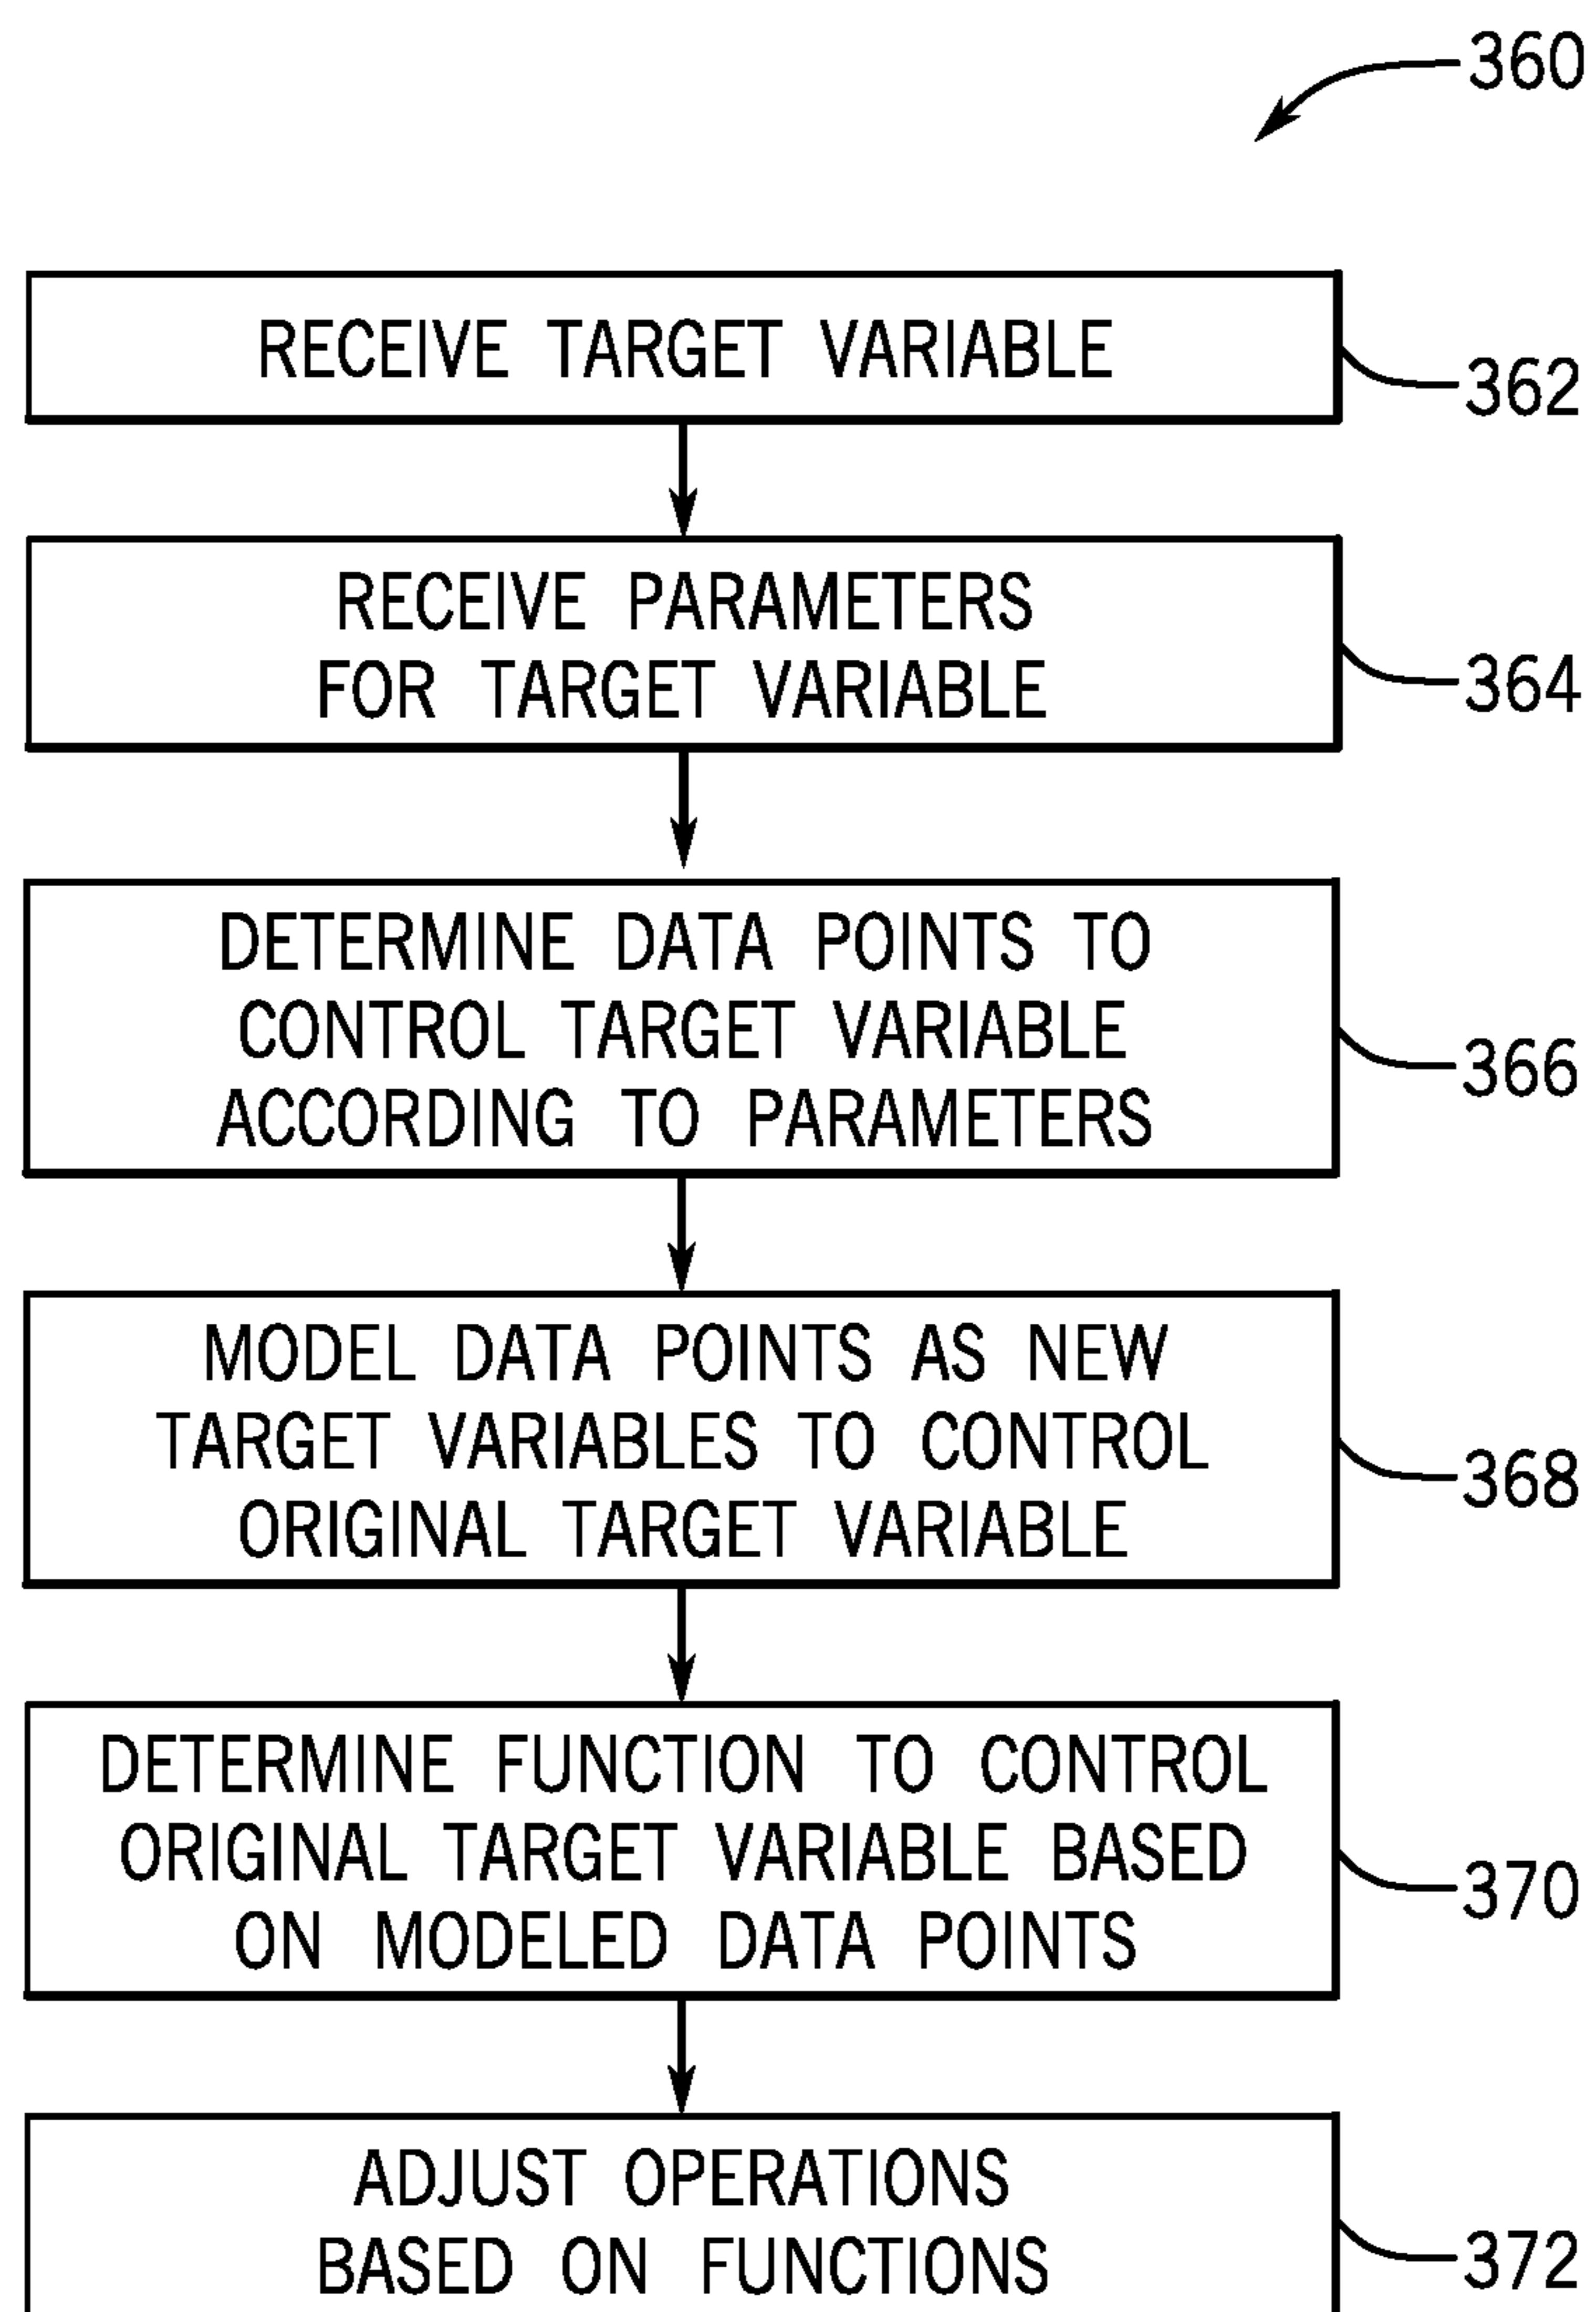 360
RECEIVE TARGET VARIABLE
362
RECEIVE PARAMETERS
FOR TARGET VARIABLE
364
DETERMINE DATA POINTS TO
CONTROL TARGET VARIABLE
ACCORDING TO PARAMETERS
366
MODEL DATA POINTS AS NEW
TARGET VARIABLES TO CONTROL
ORIGINAL TARGET VARIABLE
368
DETERMINE FUNCTION TO CONTROL
ORIGINAL TARGET VARIABLE BASED
ON MODELED DATA POINTS
370
ADJUST OPERATIONS
BASED ON FUNCTIONS
372